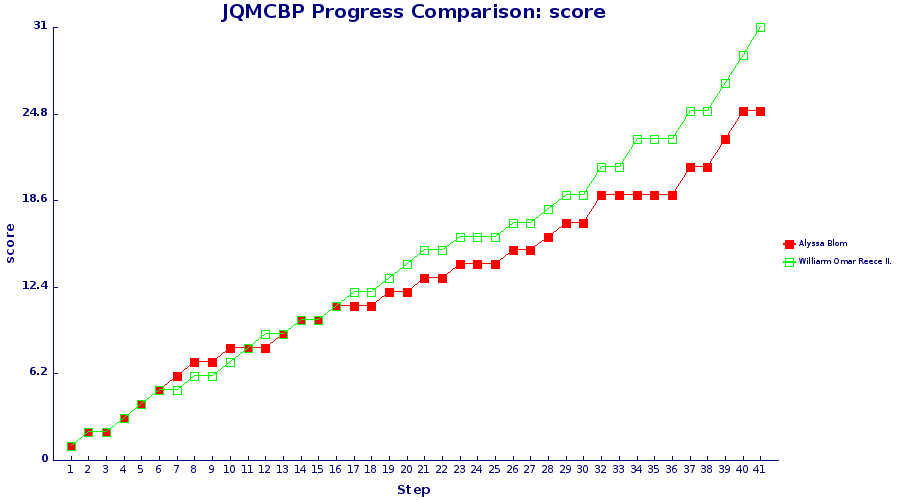 JQMCBP Progress Comparison: score
31
24.8
18.6
12.4
6.2
0
score
1 2 3 4 5 6 7 8 9 10 11 12 13 14 15 16 17 18 19 20 21 22 23 24 25 26 27 28 29 30 32 33 34 35 36 37 38 39 40 41
Step
Alyssa Blom
William Omar Reece II.